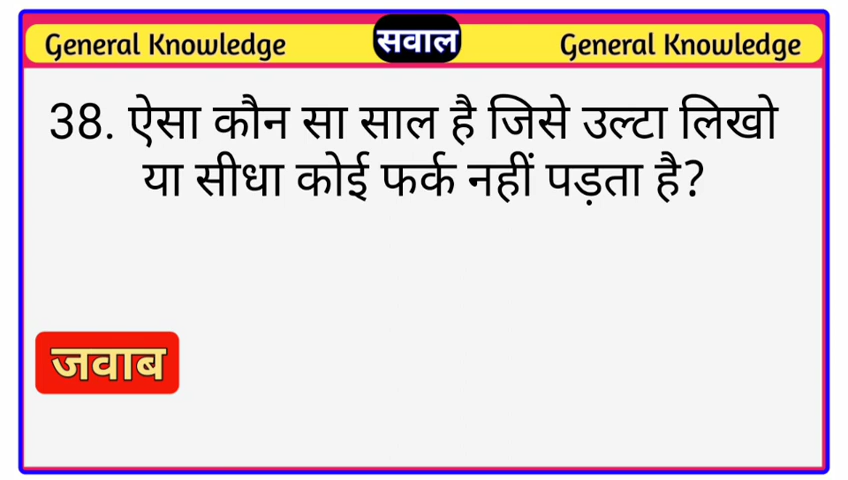 General Knowledge सवाल General Knowledge
38. ऐसा कौन सा साल है जिसे उल्टा लिखो
या सीधा कोई फर्क नहीं पड़ता है?
जवाब